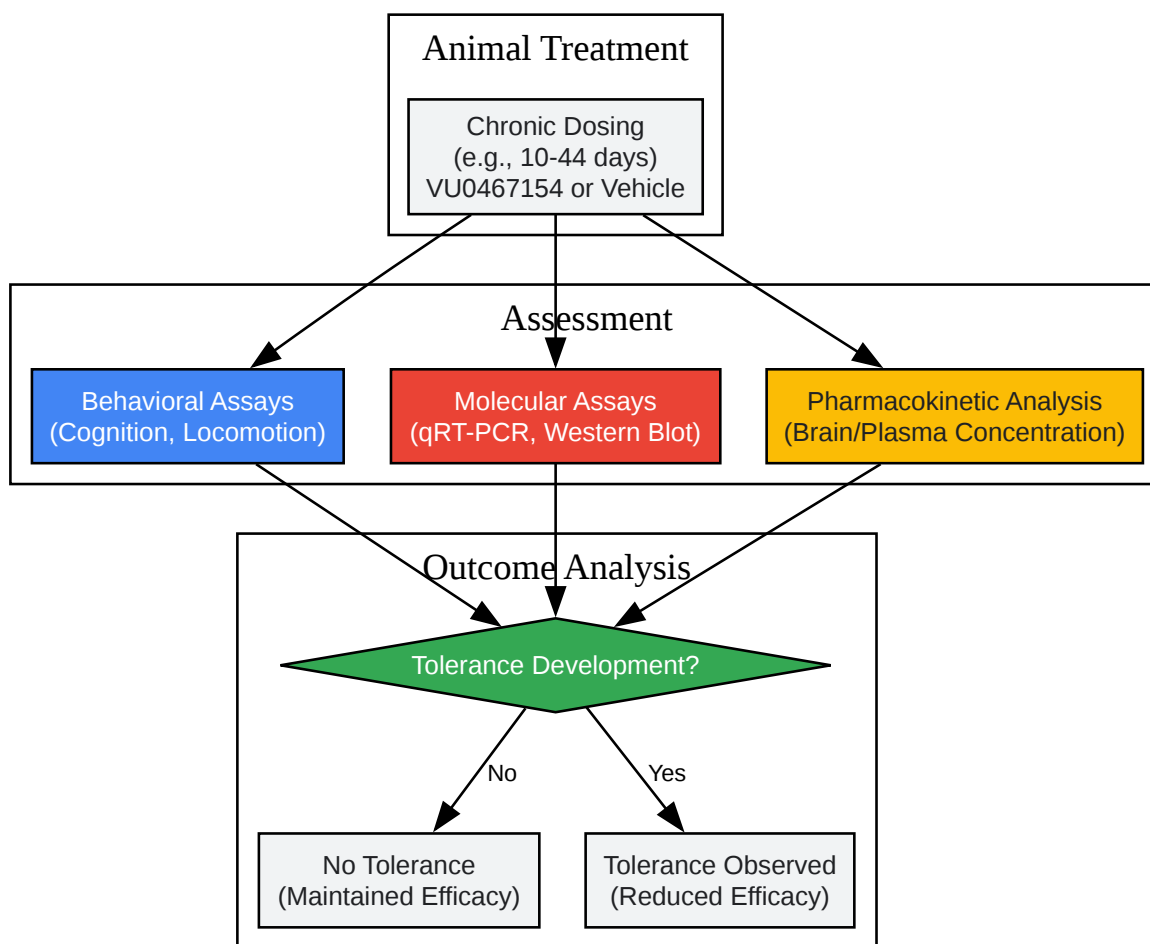 Animal Treatment
Chronic Dosing
(e.g., 10-44 days)
VU0467154 or Vehicle
Assessment
Behavioral Assays
(Cognition, Locomotion)
Molecular Assays
(qRT-PCR, Western Blot)
Pharmacokinetic Analysis
(Brain/Plasma Concentration)
Outcome Analysis
Tolerance Development?
No
Yes
No Tolerance
(Maintained Efficacy)
Tolerance Observed
(Reduced Efficacy)